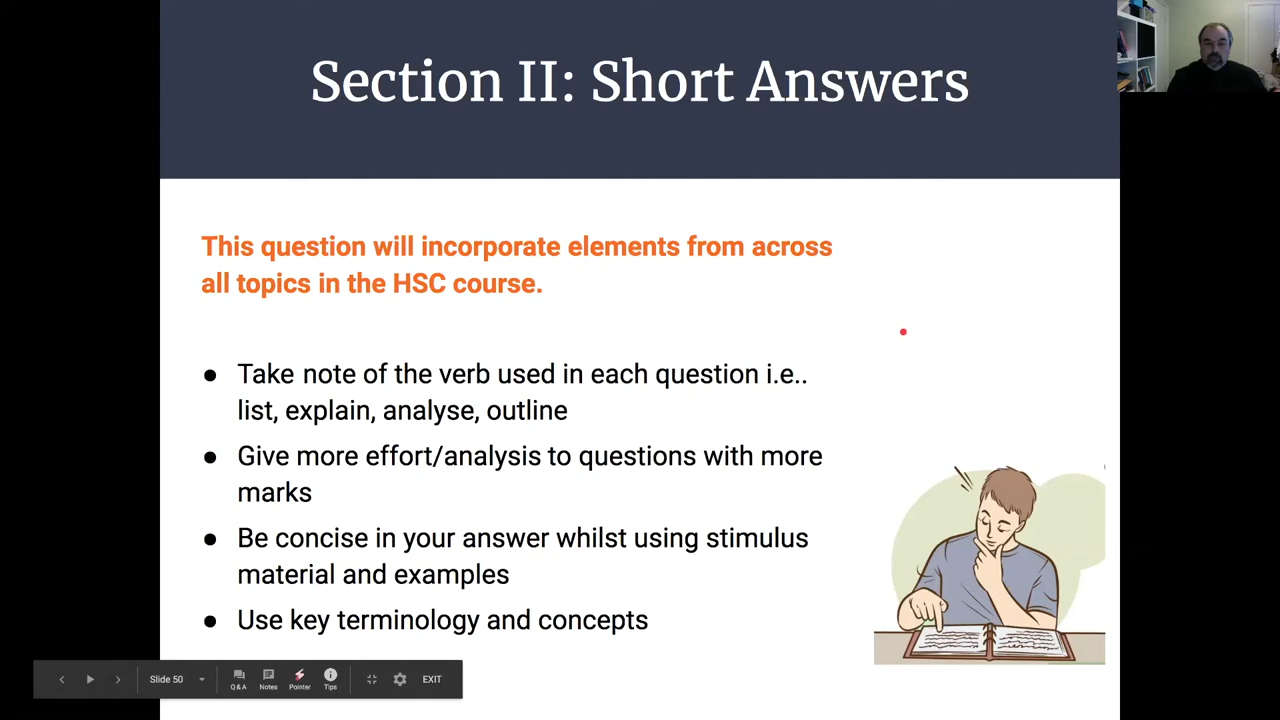 Section II: Short Answers
This question will incorporate elements from across
all topics in the HSC course.
● Take note of the verb used in each question i.e..
list, explain, analyse, outline
● Give more effort/analysis to questions with more
marks
● Be concise in your answer whilst using stimulus
material and examples
● Use key terminology and concepts
Slide 50
Q & A
Notes
Pointer
Tips
EXIT